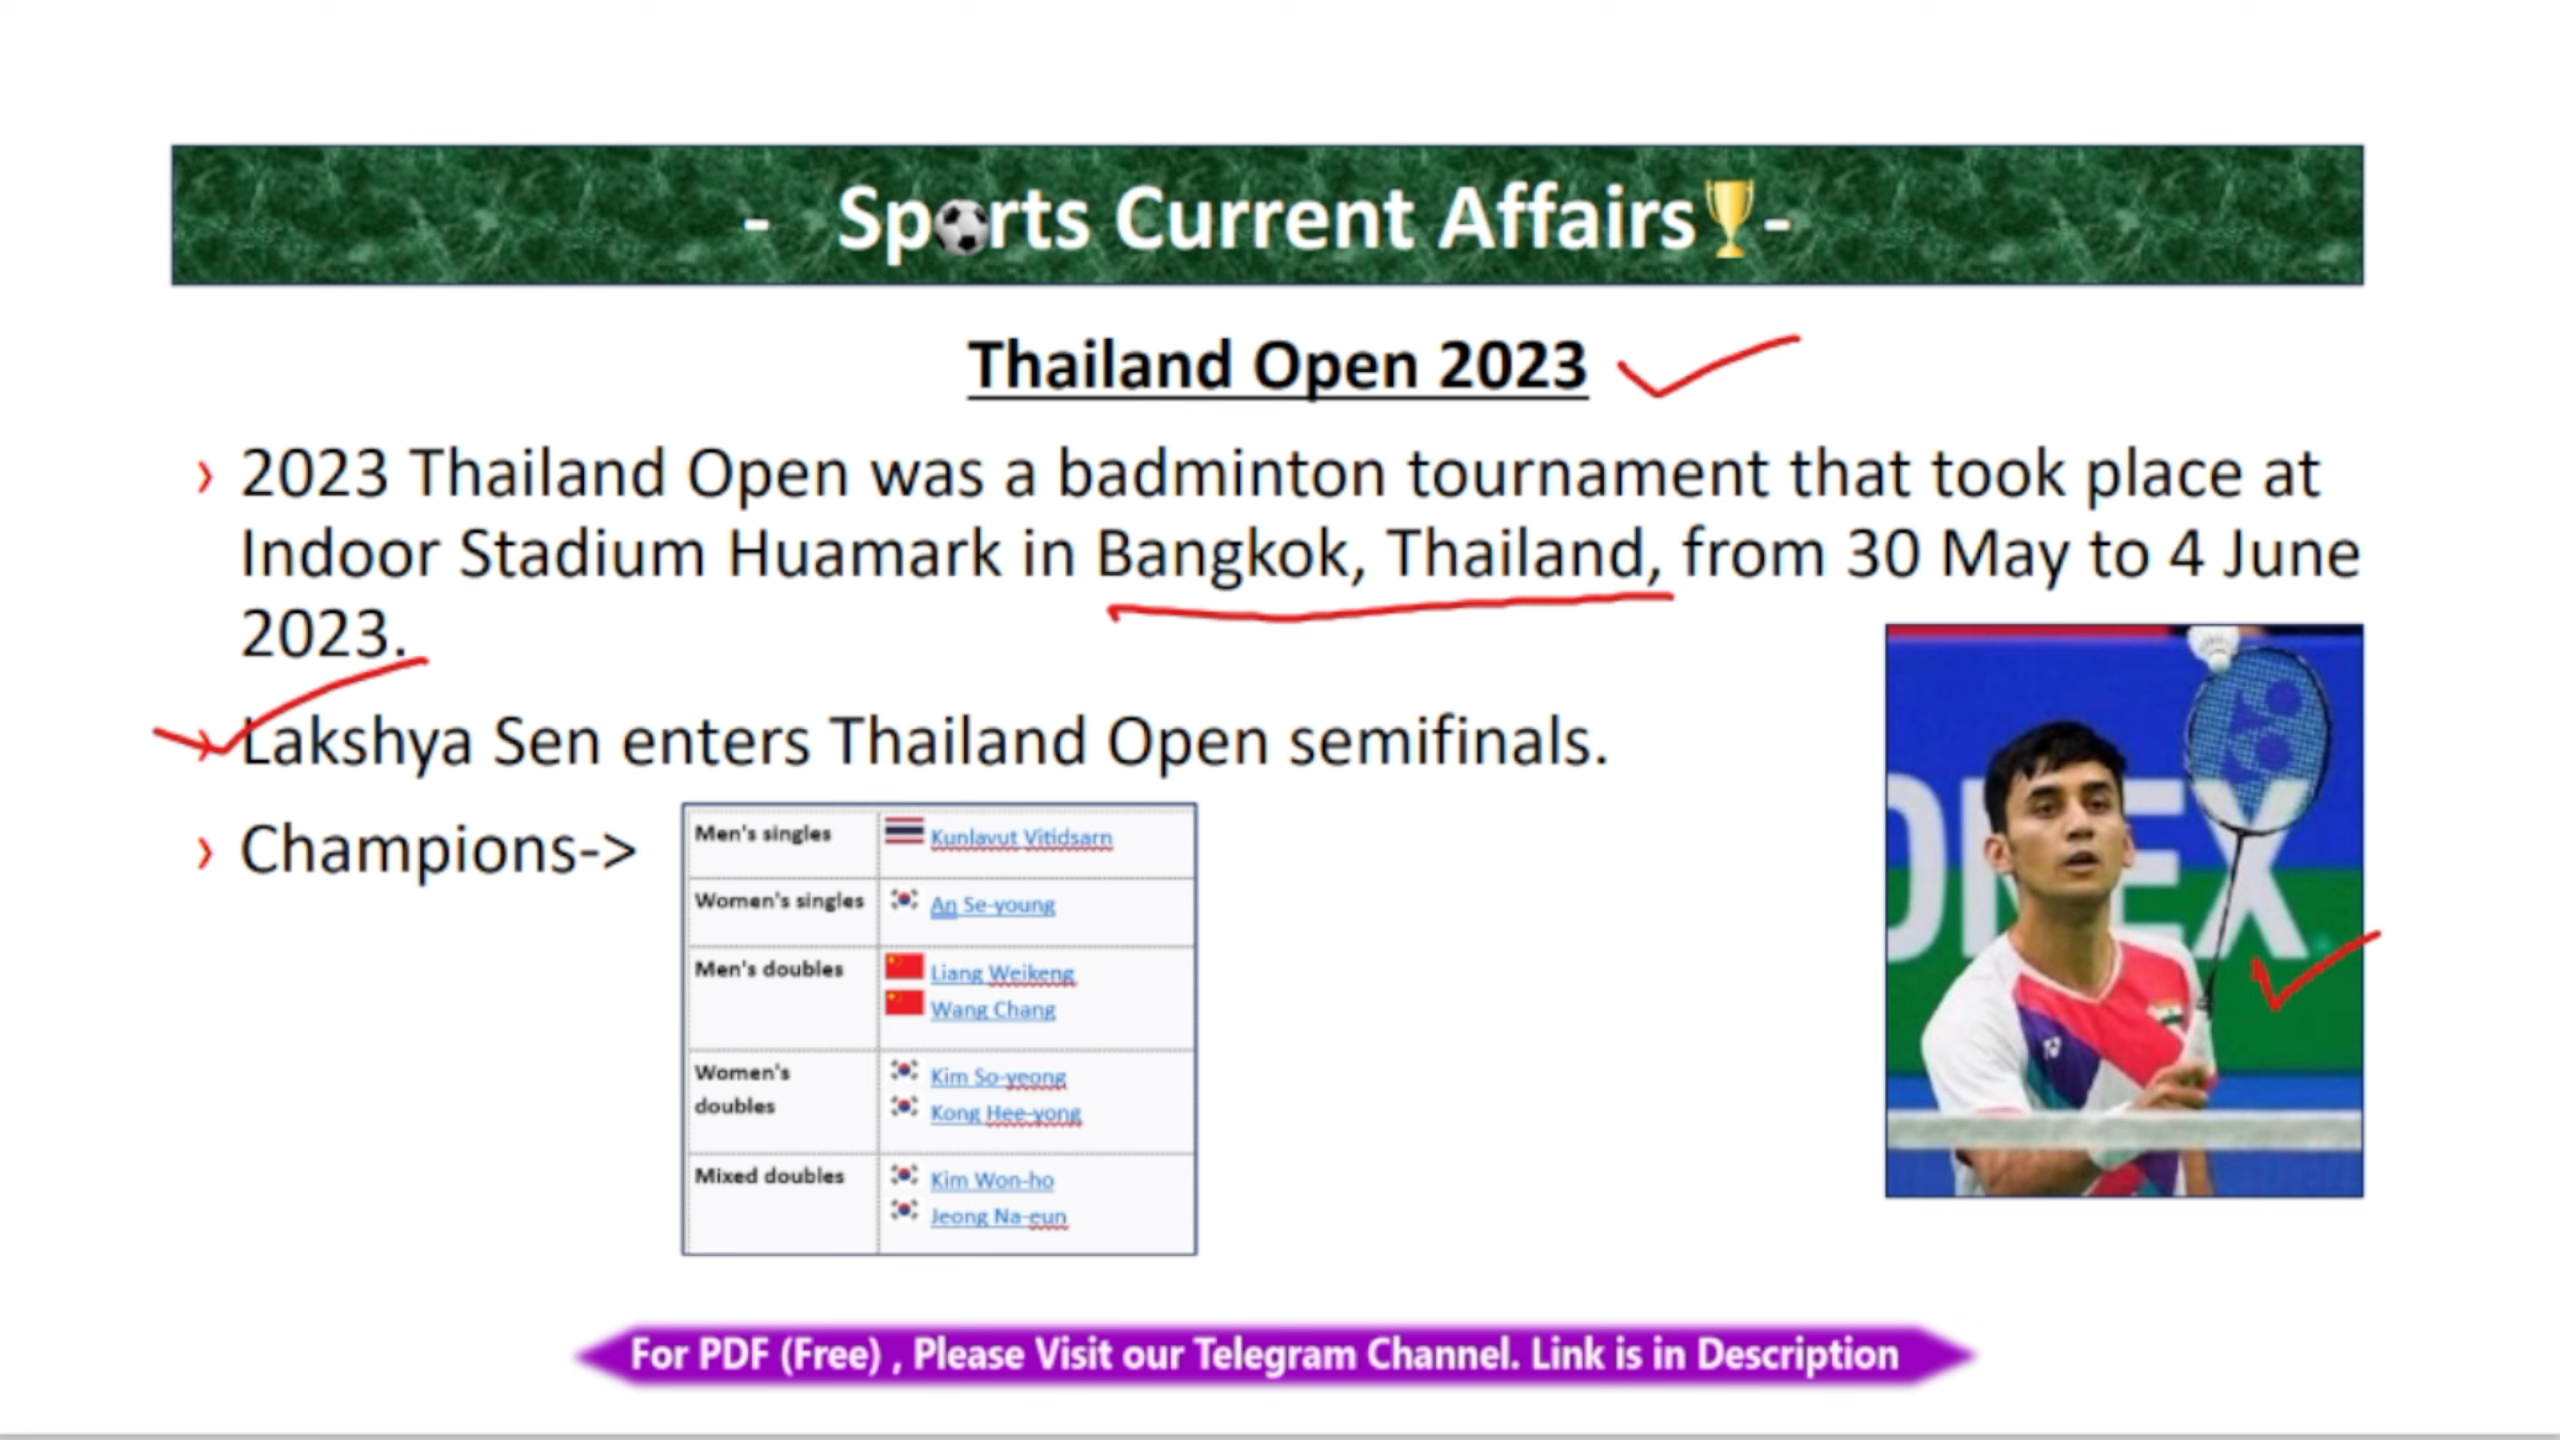 - Sports Current Affairs -
Thailand Open 2023
› 2023 Thailand Open was a badminton tournament that took place at
Indoor Stadium Huamark in Bangkok, Thailand, from 30 May to 4 June
2023.
› Lakshya Sen enters Thailand Open semifinals.
› Champions->
Men's singles Kunlavut Vitidsarn
Women's singles An Se-young
Men's doubles Liang Weikeng
Wang Chang
Women's Kim So-yeong
doubles Kong Hee-yong
Mixed doubles Kim Won-ho
Jeong Na-eun
ONEX
For PDF (Free) , Please Visit our Telegram Channel. Link is in Description